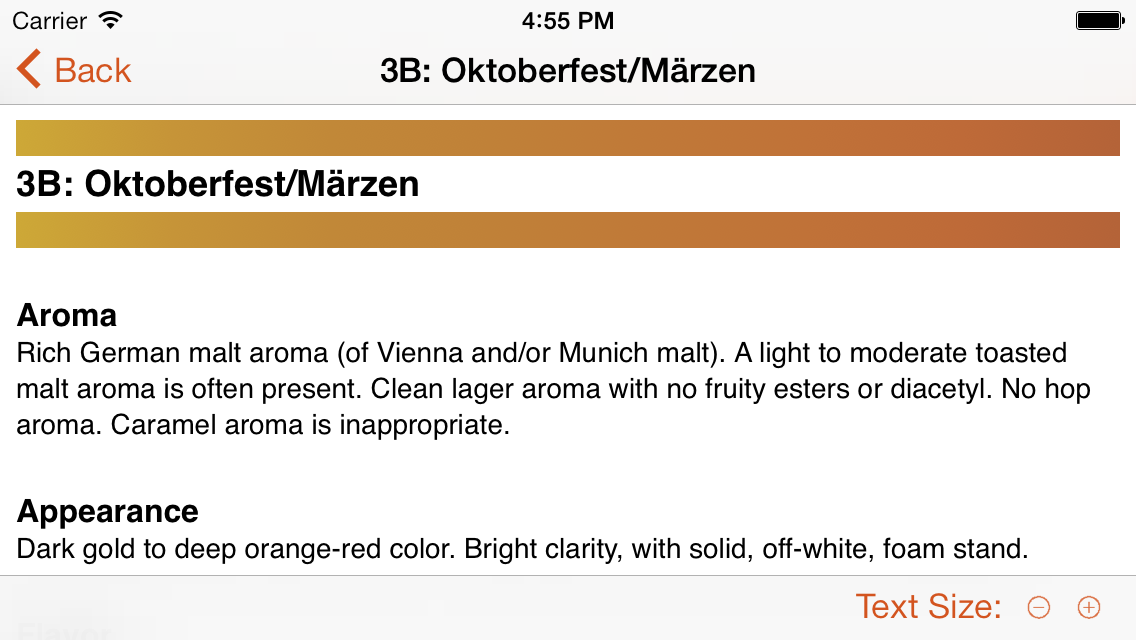 Carrier 4:55 PM
Back 3B: Oktoberfest/Märzen
3B: Oktoberfest/Märzen
Aroma
Rich German malt aroma (of Vienna and/or Munich malt). A light to moderate toasted
malt aroma is often present. Clean lager aroma with no fruity esters or diacetyl. No hop
aroma. Caramel aroma is inappropriate.
Appearance
Dark gold to deep orange-red color. Bright clarity, with solid, off-white, foam stand.
Text Size:
Flavor